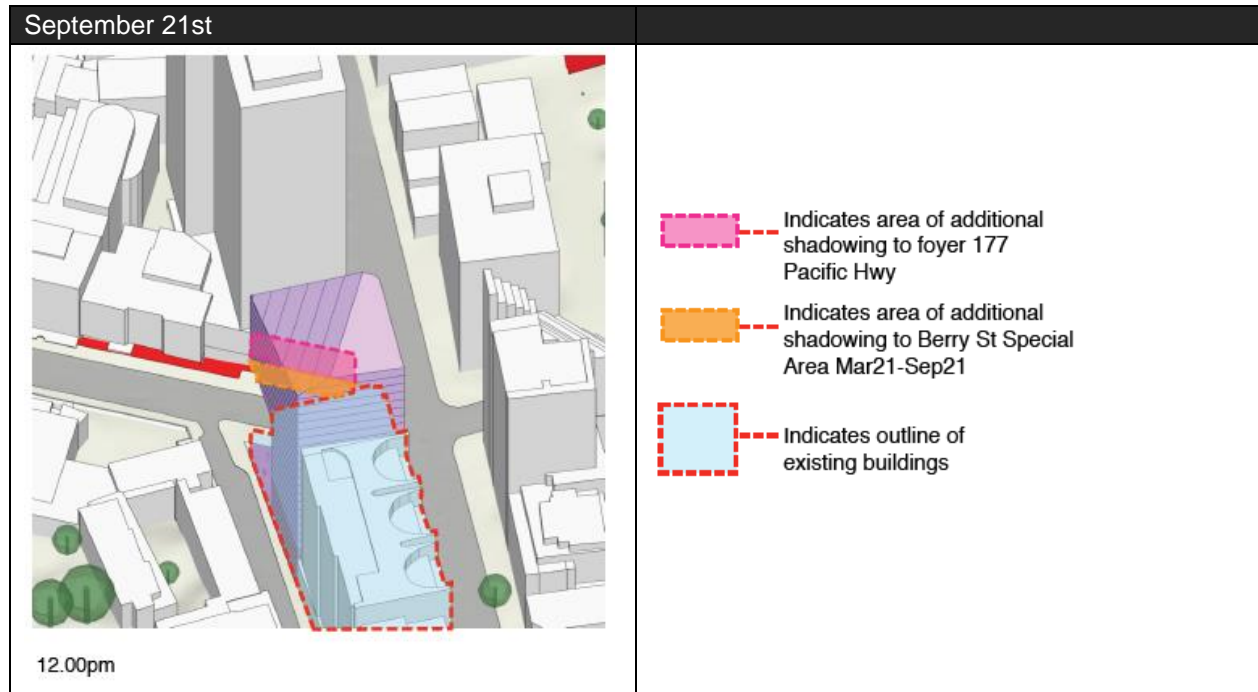 September 21st
Indicates area of additional
shadowing to foyer 177
Pacific Hwy
Indicates area of additional
shadowing to Berry St Special
Area Mar21-Sep21
Indicates outline of
existing buildings
12.00pm